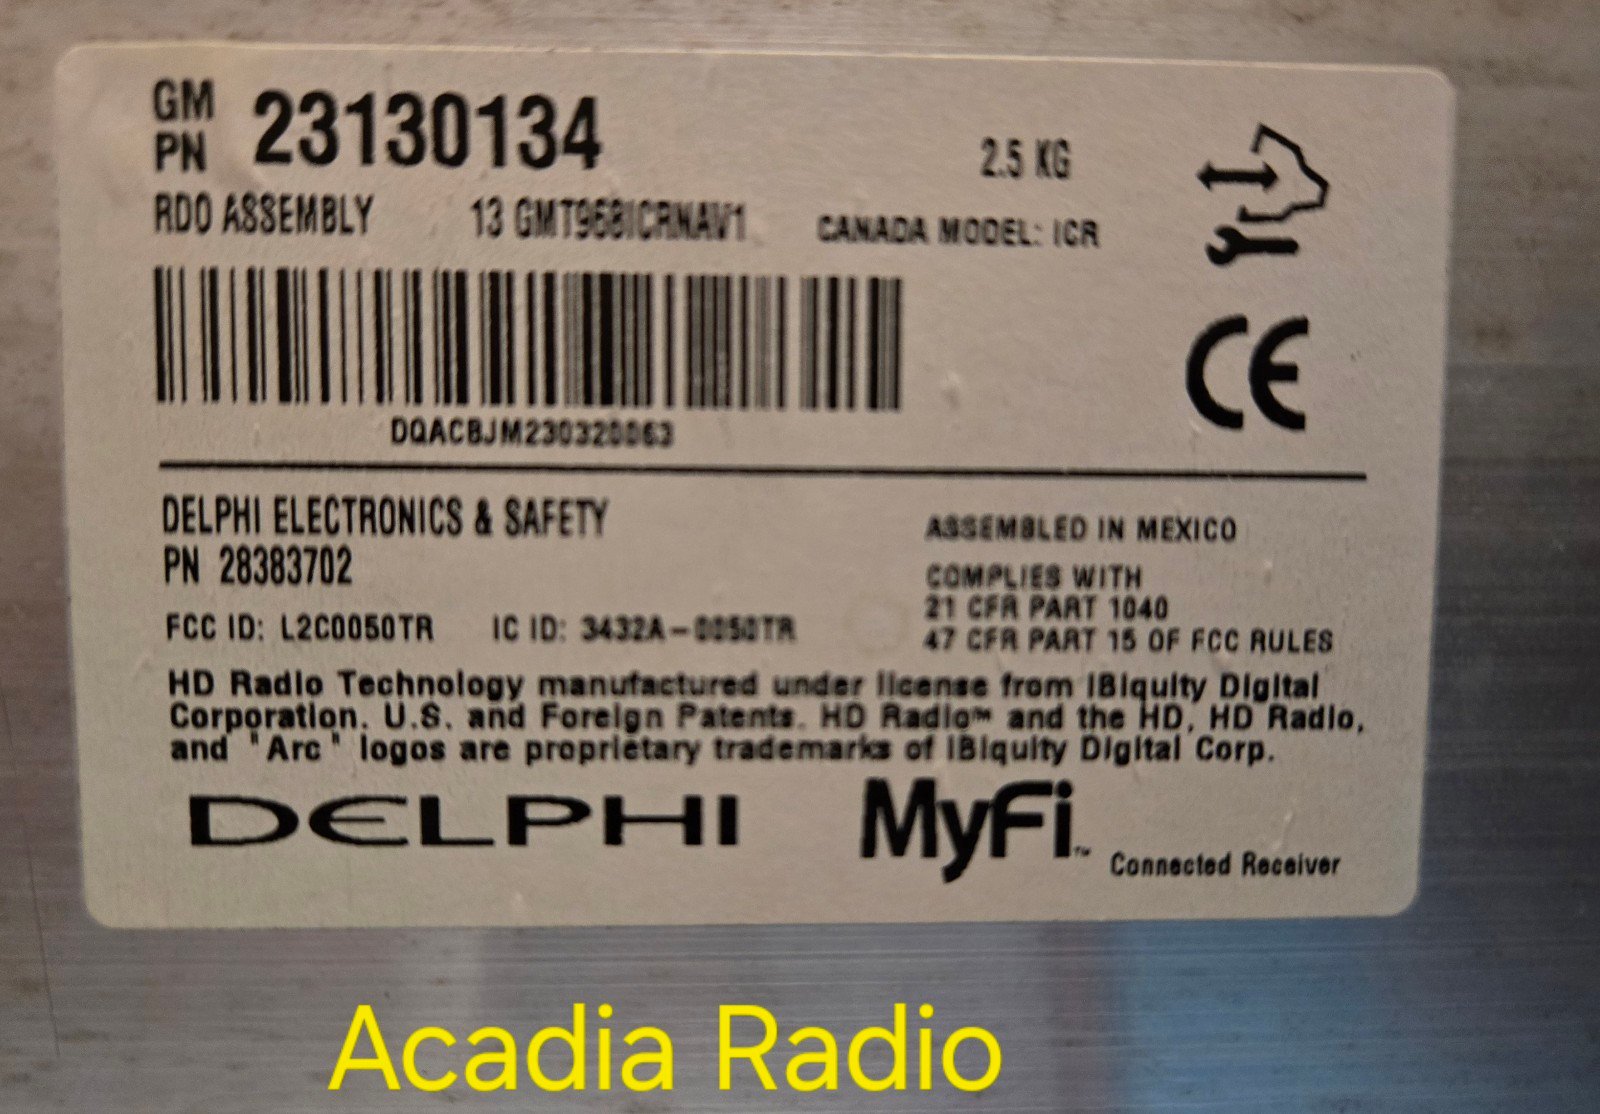 GM PN 23130134
2.5 KG
RDO ASSEMBLY 13 GMT968ICRNAV1 CANADA MODEL: ICR
DQACBJM230320063
CE
DELPHI ELECTRONICS & SAFETY
PN 28383702
FCC ID: L2C0050TR IC ID: 3432A-0050TR
ASSEMBLED IN MEXICO
COMPLIES WITH
21 CFR PART 1040
47 CFR PART 15 OF FCC RULES
HD Radio Technology manufactured under license from iBiquity Digital
Corporation. U.S. and Foreign Patents. HD Radio™ and the HD, HD Radio,
and "Arc" logos are proprietary trademarks of iBiquity Digital Corp.
DELPHI
MyFi™ Connected Receiver
Acadia Radio